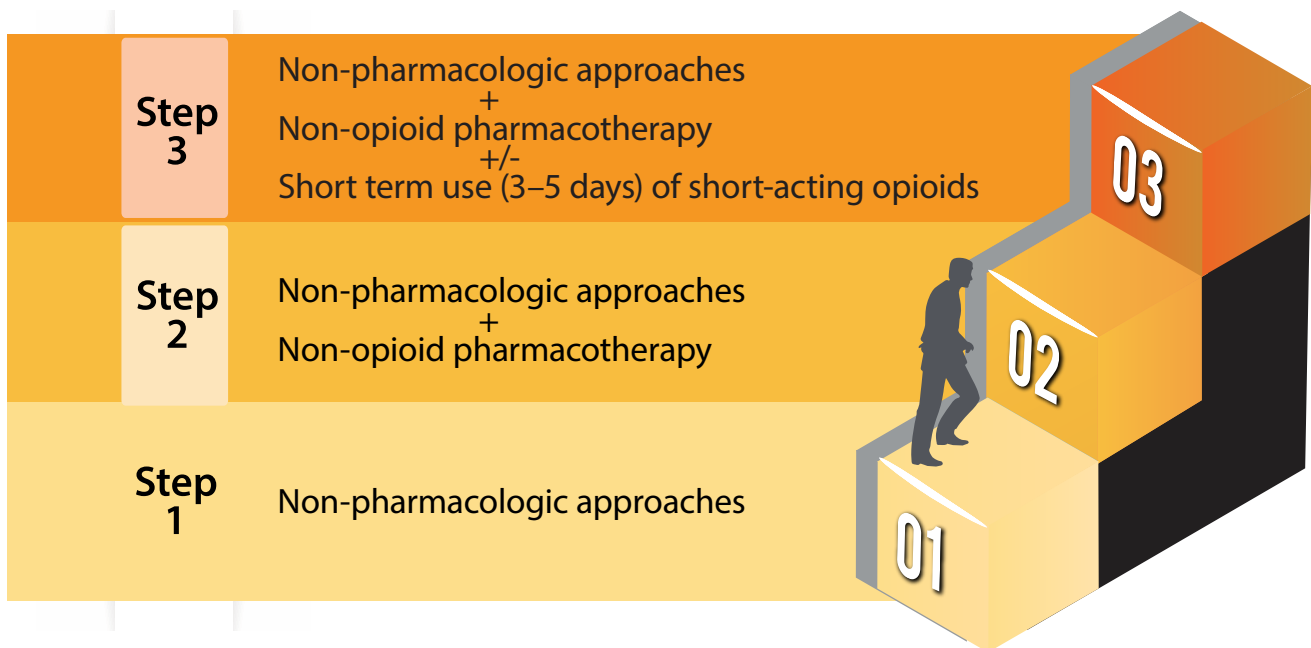 Step
3
Non-pharmacologic approaches
+
Non-opioid pharmacotherapy
+/-
Short term use (3–5 days) of short-acting opioids
03
Step
2
Non-pharmacologic approaches
+
Non-opioid pharmacotherapy
02
Step
1
Non-pharmacologic approaches
01